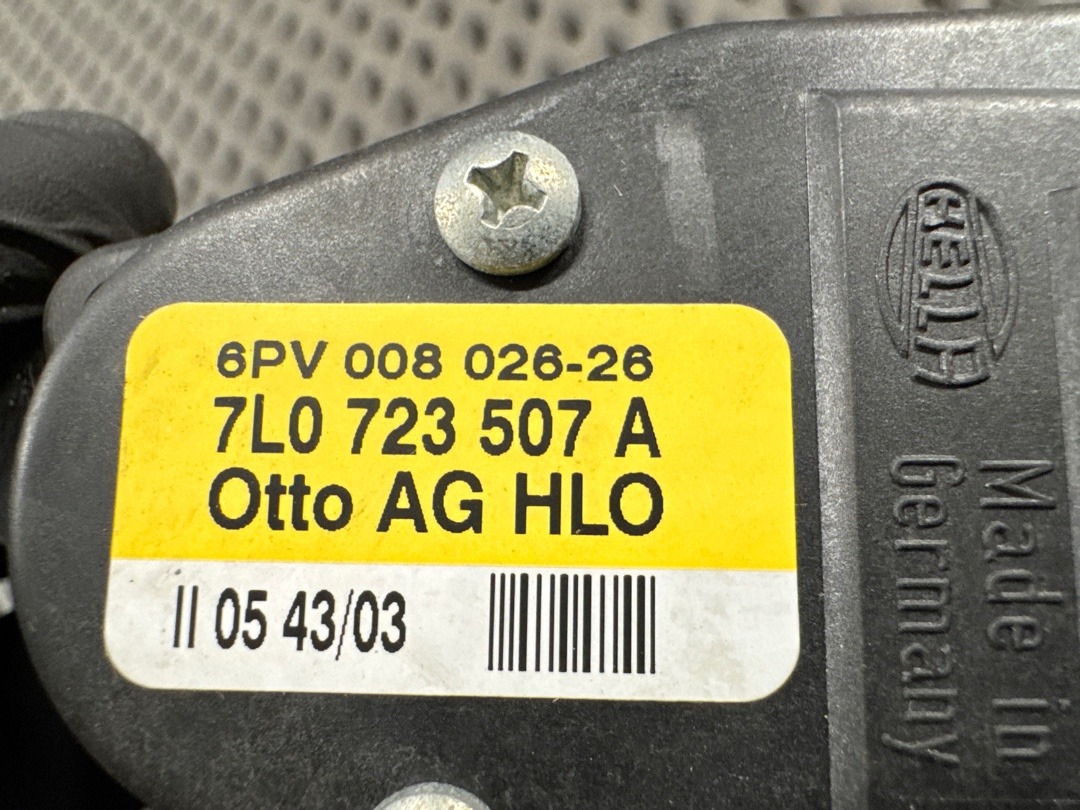 6PV 008 026-26
7L0 723 507 A
Otto AG HLO
II 05 43/03
HELLA
Made in
Germany